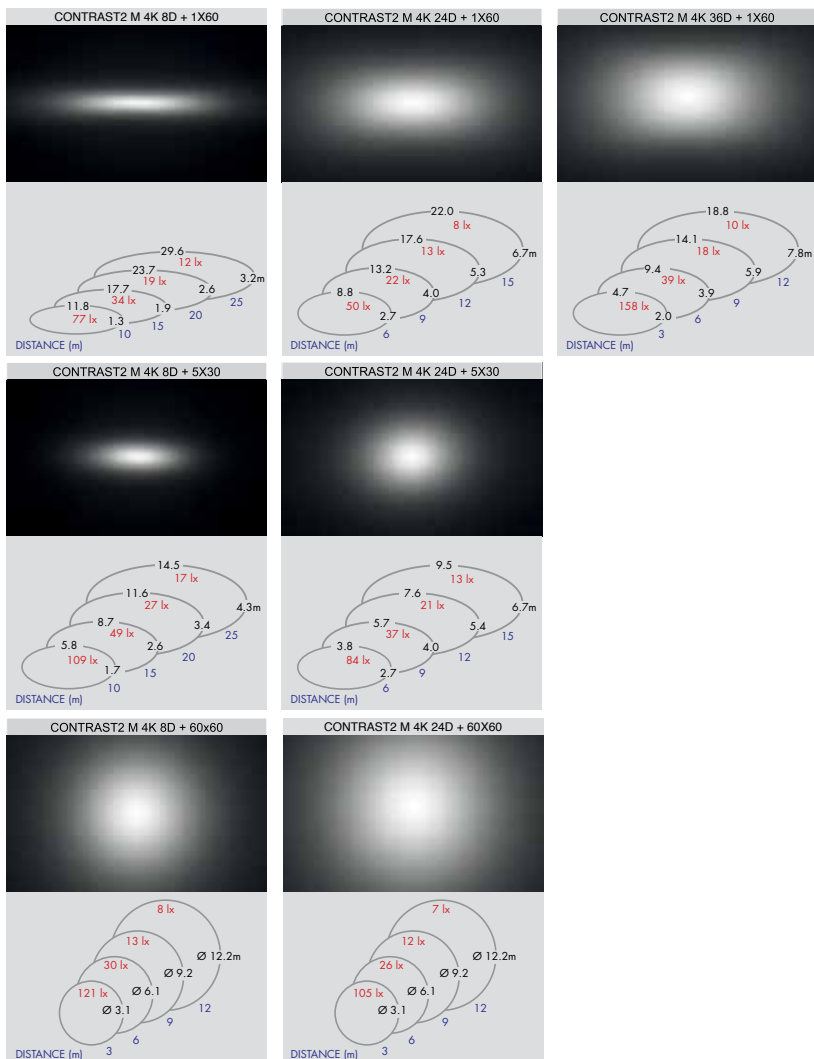 CONTRAST2 M 4K 8D + 1X60
29.6
12 lx
23.7
19 lx
3.2m
17.7
34 lx
2.6
25
11.8
77 lx
1.9
20
1.3
15
10
DISTANCE (m)
CONTRAST2 M 4K 24D + 1X60
22.0
8 lx
17.6
13 lx
6.7m
13.2
22 lx
5.3
15
8.8
50 lx
4.0
12
2.7
9
6
DISTANCE (m)
CONTRAST2 M 4K 36D + 1X60
18.8
10 lx
14.1
18 lx
7.8m
9.4
39 lx
5.9
12
4.7
158 lx
3.9
9
2.0
6
3
DISTANCE (m)
CONTRAST2 M 4K 8D + 5X30
14.5
17 lx
11.6
27 lx
4.3m
8.7
49 lx
3.4
25
5.8
109 lx
2.6
20
1.7
15
10
DISTANCE (m)
CONTRAST2 M 4K 24D + 5X30
9.5
13 lx
7.6
21 lx
6.7m
5.7
37 lx
5.4
15
3.8
84 lx
4.0
12
2.7
9
6
DISTANCE (m)
CONTRAST2 M 4K 8D + 60x60
8 lx
13 lx
Ø 12.2m
30 lx
Ø 9.2
121 lx
Ø 6.1
12
Ø 3.1
9
6
3
DISTANCE (m)
CONTRAST2 M 4K 24D + 60X60
7 lx
12 lx
Ø 12.2m
26 lx
Ø 9.2
105 lx
Ø 6.1
12
Ø 3.1
9
6
3
DISTANCE (m)